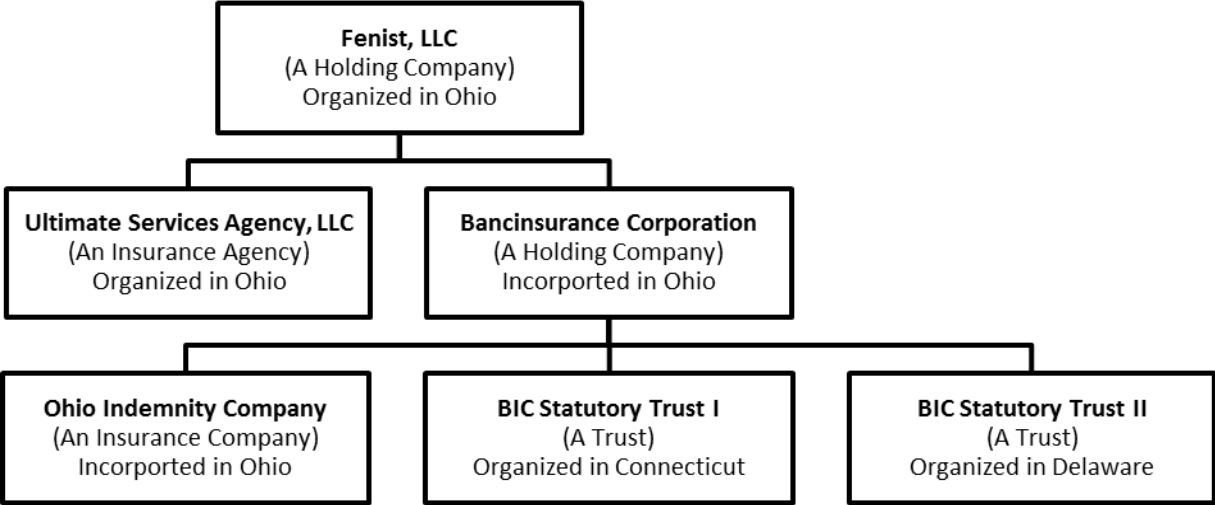 Fenist, LLC
(A Holding Company)
Organized in Ohio
Ultimate Services Agency, LLC
(An Insurance Agency)
Organized in Ohio
Bancinsurance Corporation
(A Holding Company)
Incorported in Ohio
Ohio Indemnity Company
(An Insurance Company)
Incorported in Ohio
BIC Statutory Trust I
(A Trust)
Organized in Connecticut
BIC Statutory Trust II
(A Trust)
Organized in Delaware